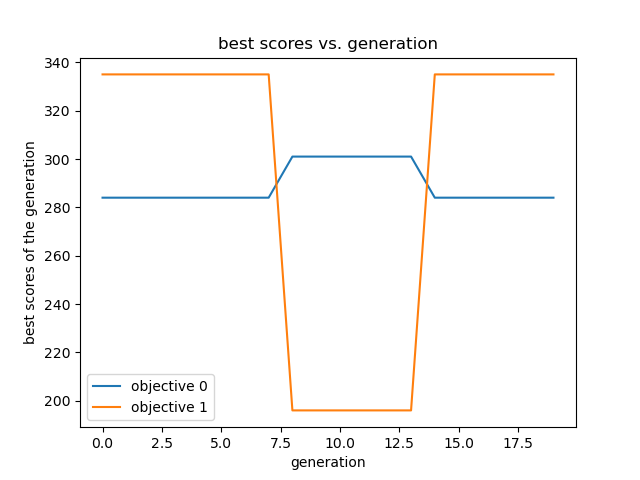 best scores vs. generation
best scores of the generation
340
320
300
280
260
240
220
200
objective 0
objective 1
0.0 2.5 5.0 7.5 10.0 12.5 15.0 17.5
generation